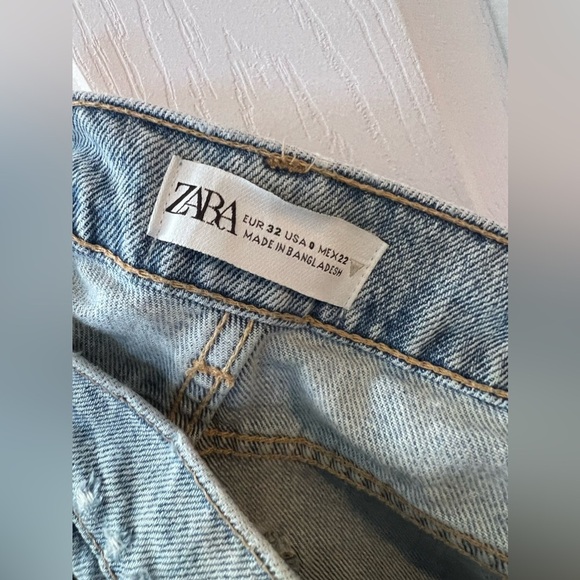 ZARA
EUR 32 USA 0 MEX 22
MADE IN BANGLADESH